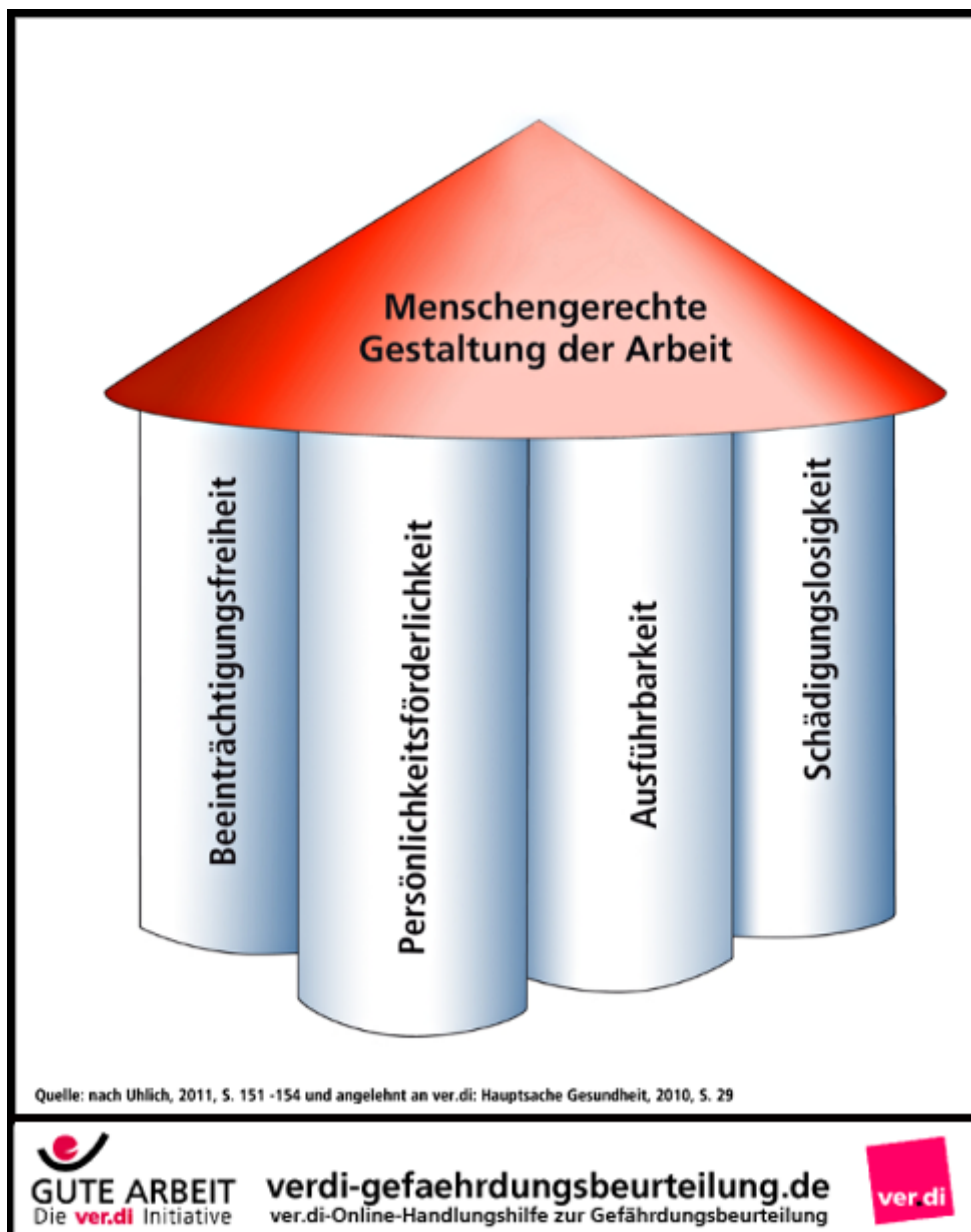 Menschengerechte
Gestaltung der Arbeit
Beeinträchtigungsfreiheit
Persönlichkeitsförderlichkeit
Ausführbarkeit
Schädigungslosigkeit
Quelle: nach Uhlich, 2011, S. 151 -154 und angelehnt an ver.di: Hauptsache Gesundheit, 2010, S. 29
GUTE ARBEIT
Die ver.di Initiative
verdi-gefaehrdungsbeurteilung.de
ver.di-Online-Handlungshilfe zur Gefährdungsbeurteilung
ver.di